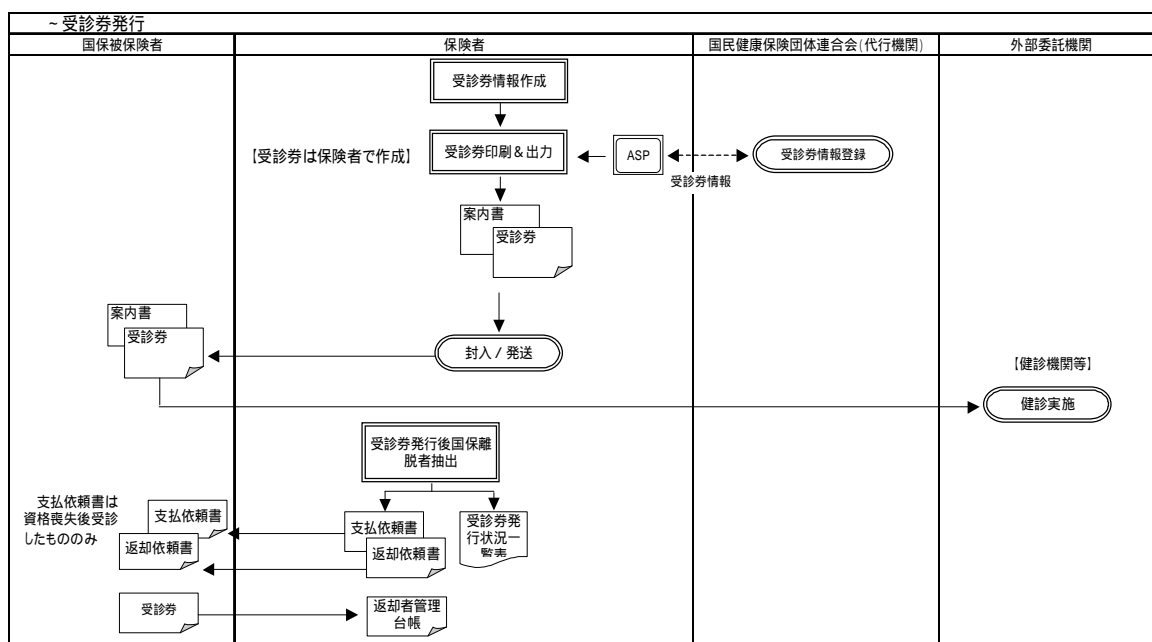 ~ 受診券発行
国保被保険者
保険者
国民健康保険団体連合会(代行機関)
外部委託機関
受診券情報作成
【受診券は保険者で作成】
受診券印刷&出力
ASP
受診券情報登録
受診券情報
案内書
受診券
案内書
受診券
封入 / 発送
【健診機関等】
健診実施
受診券発行後国保離
脱者抽出
支払依頼書は
資格喪失後受診
したもののみ
支払依頼書
返却依頼書
支払依頼書
返却依頼書
受診券発
行状況一
覧表
受診券
返却者管理
台帳